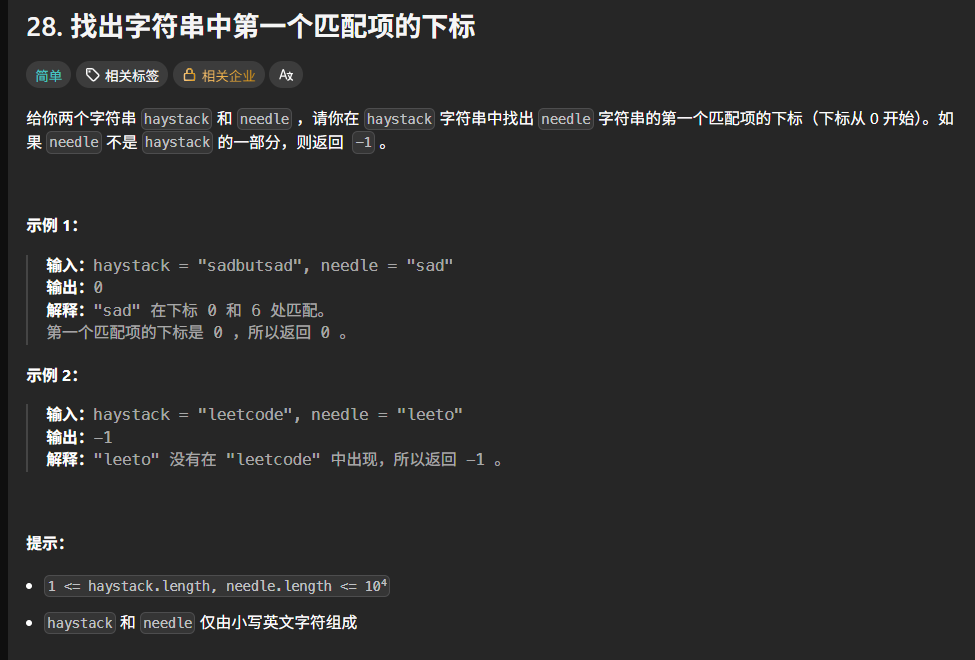 28. 找出字符串中第一个匹配项的下标
简单 相关标签 相关企业 Ax
给你两个字符串 haystack 和 needle ，请你在 haystack 字符串中找出 needle 字符串的第一个匹配项的下标（下标从 0 开始）。如
果 needle 不是 haystack 的一部分，则返回 -1 。
示例 1：
输入：haystack = "sadbutsad", needle = "sad"
输出：0
解释："sad" 在下标 0 和 6 处匹配。
第一个匹配项的下标是 0 ，所以返回 0 。
示例 2：
输入：haystack = "leetcode", needle = "leeto"
输出：-1
解释："leeto" 没有在 "leetcode" 中出现，所以返回 -1 。
提示：
1 <= haystack.length, needle.length <= 10⁴
haystack 和 needle 仅由小写英文字符组成